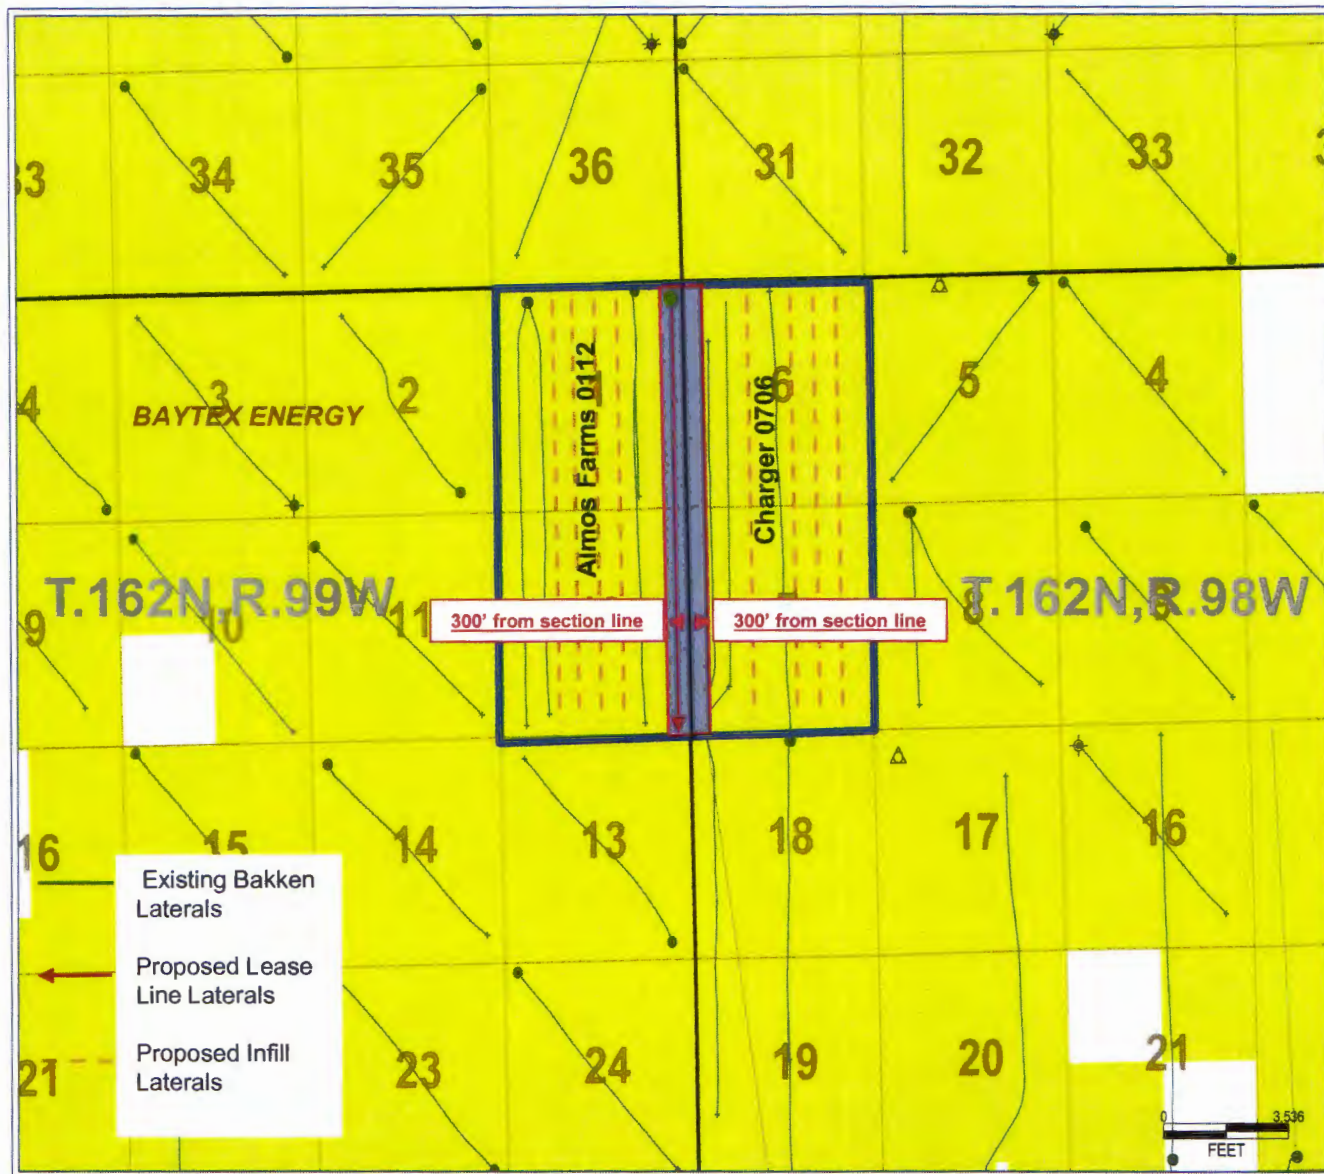 34
35
36
31
32
33
3
2
5
4
4
6
BAYTEX ENERGY
Almos Farms 0112
Charger 0706
T.162N,R.99W
T.162N,R.98W
9
10
11
8
300' from section line
300' from section line
16
15
14
13
18
17
16
Existing Bakken
Laterals
Proposed Lease
Line Laterals
Proposed Infill
Laterals
21
23
24
19
20
21
0
3,536
FEET